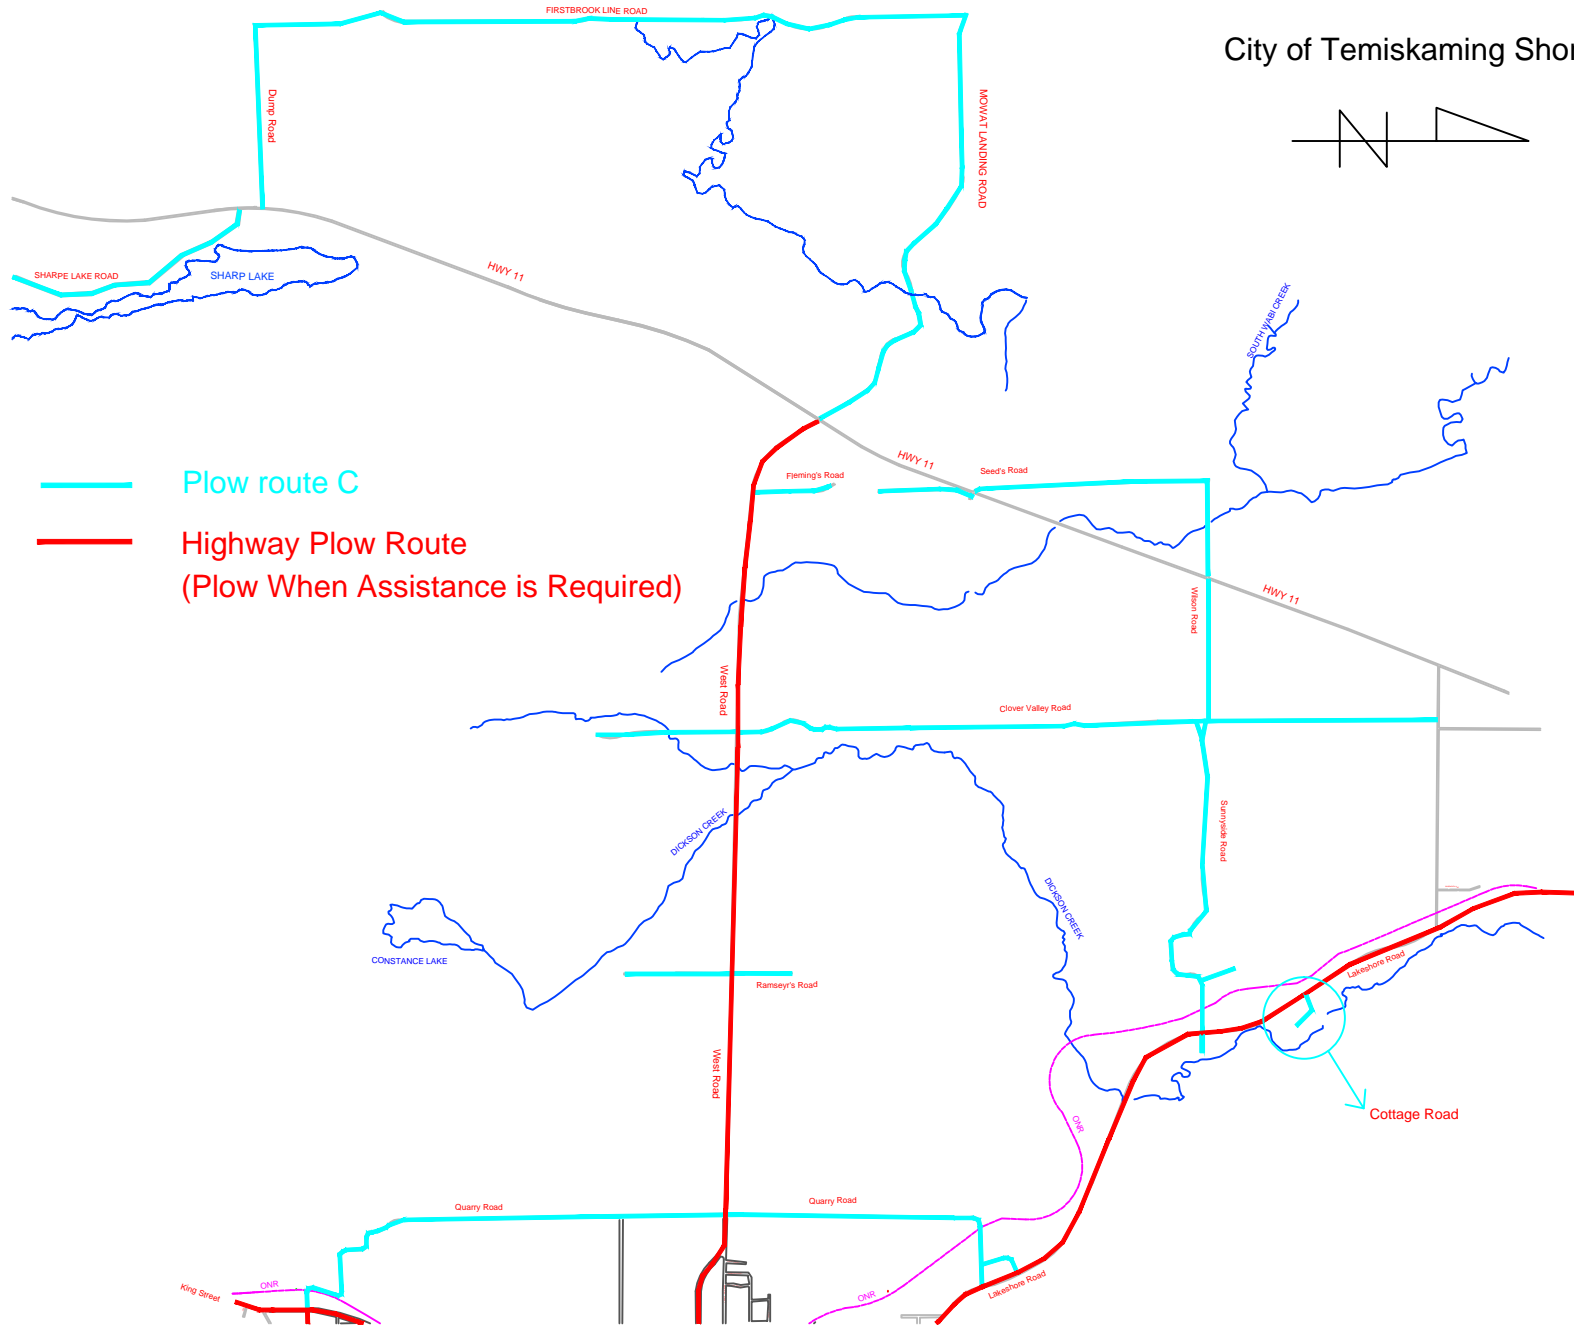 FIRSTBROOK LINE ROAD
City of Temiskaming Shor
N
Dump Road
MOWAT LANDING ROAD
SHARPE LAKE ROAD
SHARP LAKE
HWY 11
SOUTH WABI CREEK
Plow route C
Highway Plow Route
(Plow When Assistance is Required)
Fleming's Road
HWY 11
Seed's Road
Wilson Road
HWY 11
West Road
Clover Valley Road
DICKSON CREEK
Sunnyside Road
DICKSON CREEK
CONSTANCE LAKE
Ramseyr's Road
Lakeshore Road
West Road
Cottage Road
ONR
Quarry Road
Quarry Road
King Street
ONR
ONR
Lakeshore Road